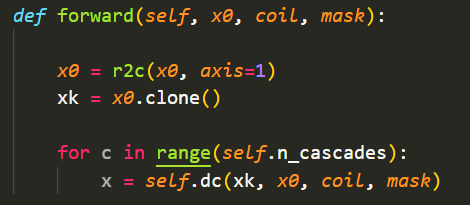 def forward(self, x0, coil, mask):
x0 = r2c(x0, axis=1)
xk = x0.clone()
for c in range(self.n_cascades):
x = self.dc(xk, x0, coil, mask)